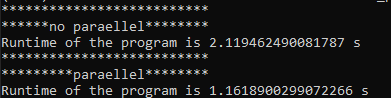 ***************************
******no paraellel*********
Runtime of the program is 2.119462490081787 s
***************************
*********paraellel********
Runtime of the program is 1.1618900299072266 s